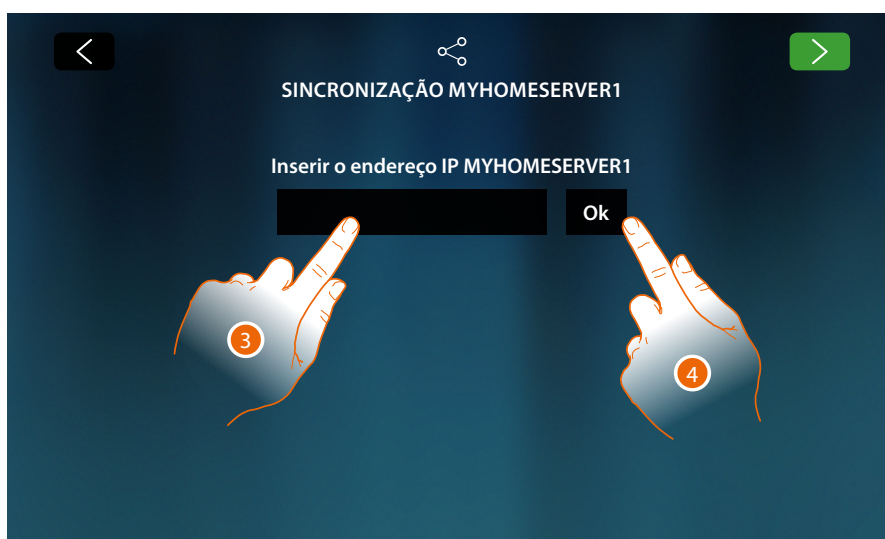 SINCRONIZAÇÃO MYHOMESERVER1
Inserir o endereço IP MYHOMESERVER1
Ok
3
4